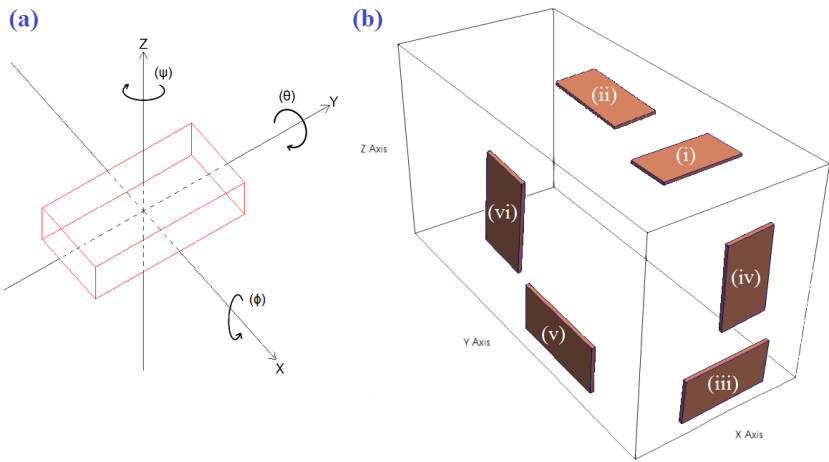 (a)
Z
(ψ)
(θ)
Y
(ϕ)
X
(b)
(ii)
(i)
Z Axis
(vi)
(iv)
(v)
Y Axis
(iii)
X Axis